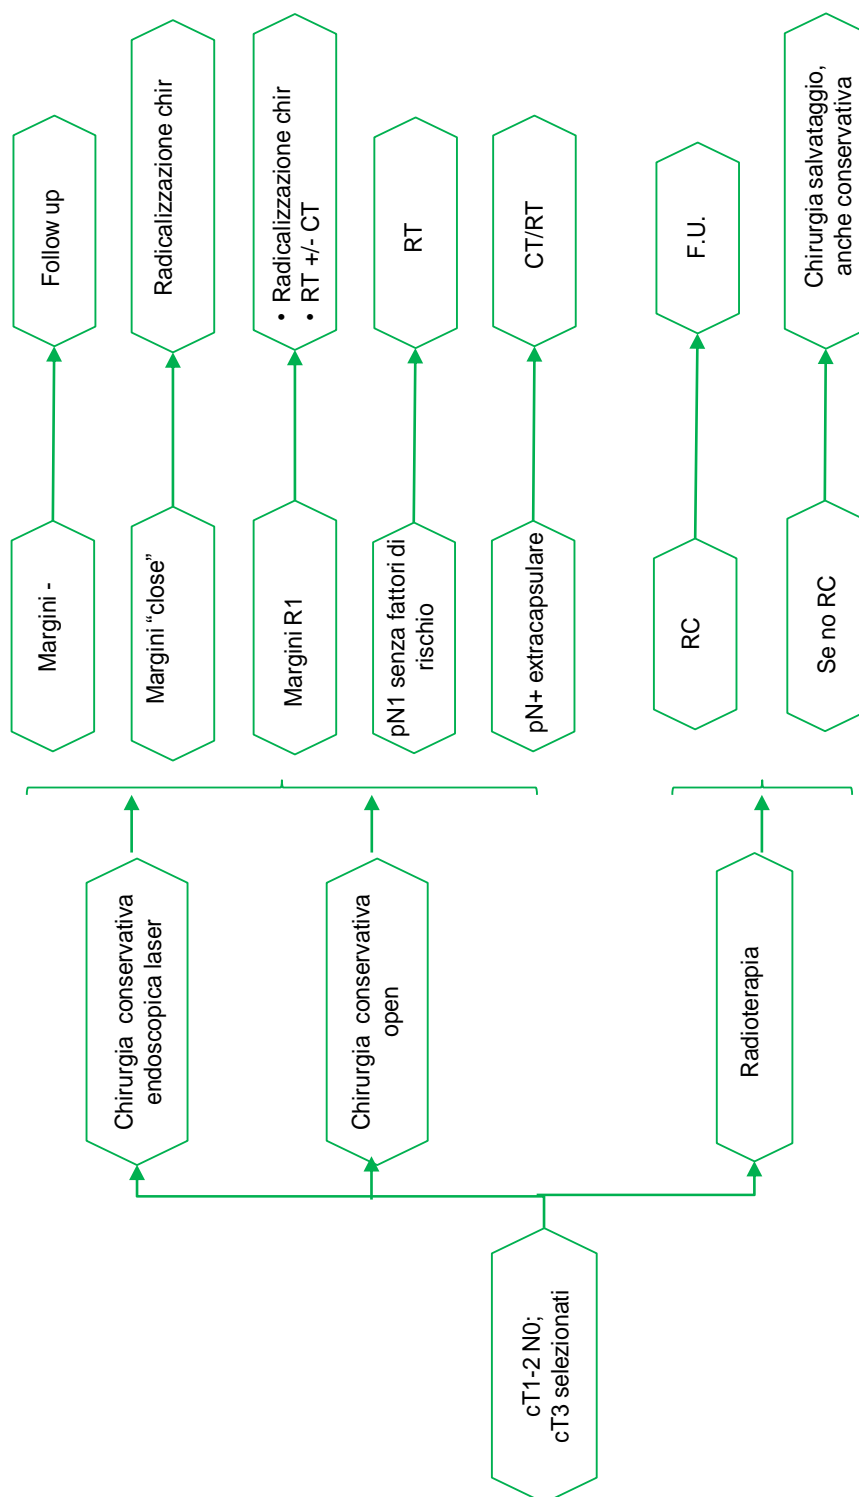 cT1-2 N0;
cT3 selezionati
Chirurgia conservativa
endoscopica laser
Chirurgia conservativa
open
Radioterapia
Margini -
Follow up
Margini “close”
Radicalizzazione chir
Margini R1
• Radicalizzazione chir
• RT +/- CT
pN1 senza fattori di
rischio
RT
pN+ extracapsulare
CT/RT
RC
F.U.
Se no RC
Chirurgia salvataggio,
anche conservativa